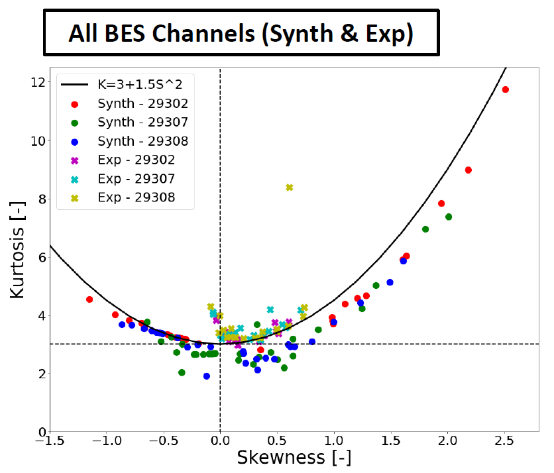 All BES Channels (Synth & Exp)
K=3+1.5S^2
Synth - 29302
Synth - 29307
Synth - 29308
Exp - 29302
Exp - 29307
Exp - 29308
12
10
8
6
4
2
0
Kurtosis [-]
−1.5 −1.0 −0.5 0.0 0.5 1.0 1.5 2.0 2.5
Skewness [-]